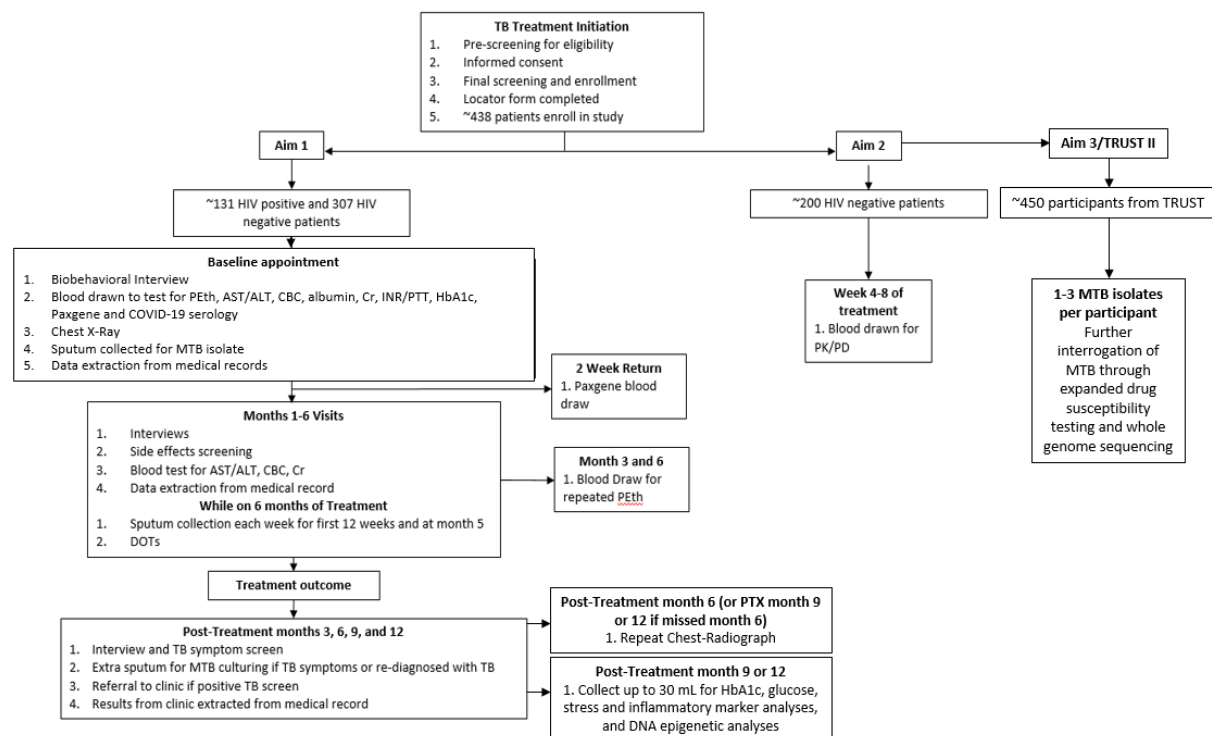 TB Treatment Initiation
1. Pre-screening for eligibility
2. Informed consent
3. Final screening and enrollment
4. Locator form completed
5. ~438 patients enroll in study
Aim 1
Aim 2
Aim 3/TRUST II
~131 HIV positive and 307 HIV
negative patients
~200 HIV negative patients
~450 participants from TRUST
Baseline appointment
1. Biobehavioral Interview
2. Blood drawn to test for PEth, AST/ALT, CBC, albumin, Cr, INR/PTT, HbA1c,
Paxgene and COVID-19 serology
3. Chest X-Ray
4. Sputum collected for MTB isolate
5. Data extraction from medical records
Week 4-8 of
treatment
1. Blood drawn for
PK/PD
1-3 MTB isolates
per participant
Further
interrogation of
MTB through
expanded drug
susceptibility
testing and whole
genome sequencing
2 Week Return
1. Paxgene blood
draw
Months 1-6 Visits
1. Interviews
2. Side effects screening
3. Blood test for AST/ALT, CBC, Cr
4. Data extraction from medical record
While on 6 months of Treatment
1. Sputum collection each week for first 12 weeks and at month 5
2. DOTs
Month 3 and 6
1. Blood Draw for
repeated PEth
Treatment outcome
Post-Treatment months 3, 6, 9, and 12
1. Interview and TB symptom screen
2. Extra sputum for MTB culturing if TB symptoms or re-diagnosed with TB
3. Referral to clinic if positive TB screen
4. Results from clinic extracted from medical record
Post-Treatment month 6 (or PTX month 9
or 12 if missed month 6)
1. Repeat Chest-Radiograph
Post-Treatment month 9 or 12
1. Collect up to 30 mL for HbA1c, glucose,
stress and inflammatory marker analyses,
and DNA epigenetic analyses